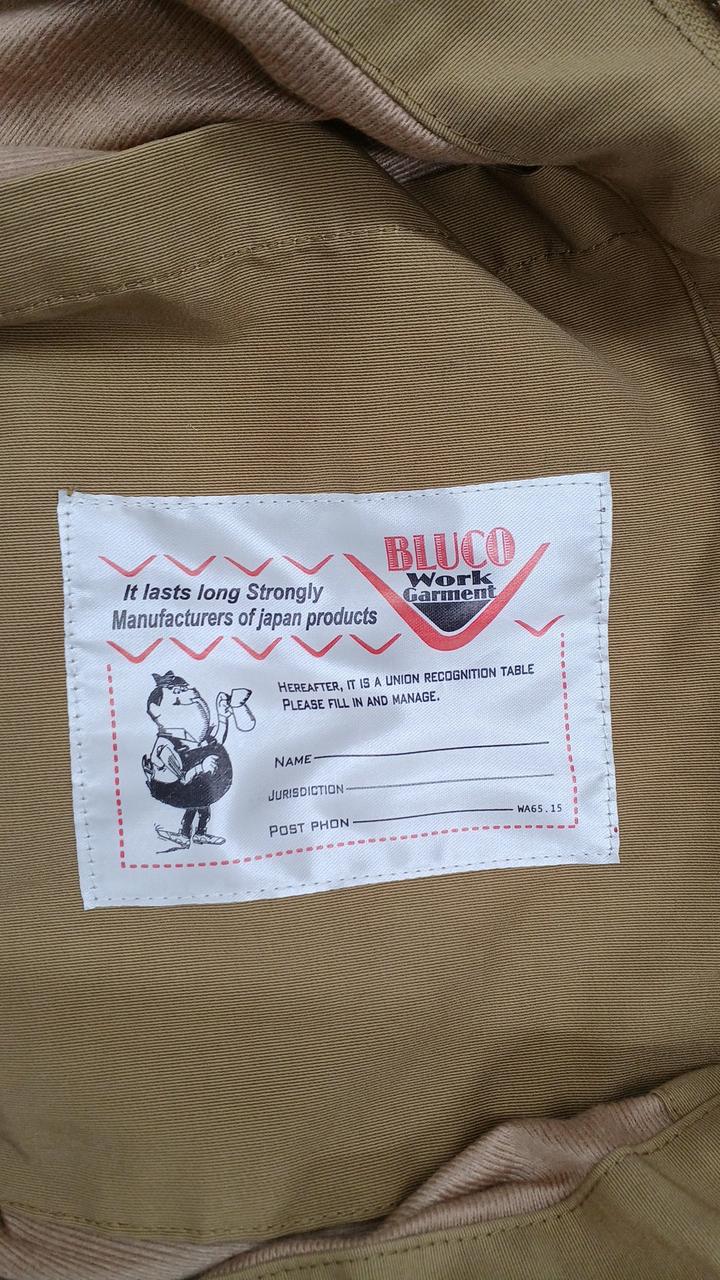 BLUCO
Work
Garment
It lasts long Strongly
Manufacturers of japan products
HEREAFTER, IT IS A UNION RECOGNITION TABLE
PLEASE FILL IN AND MANAGE.
NAME
JURISDICTION
POST PHON
WA65.15